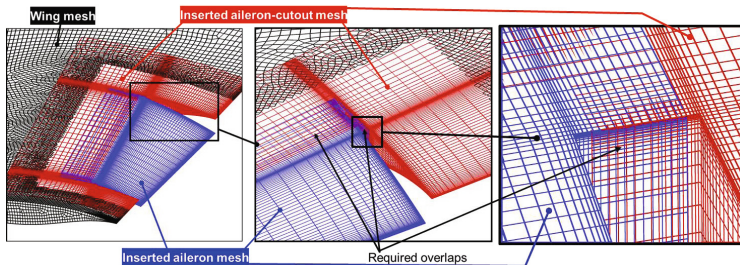 Wing mesh
Inserted aileron-cutout mesh
Inserted aileron mesh
Required overlaps